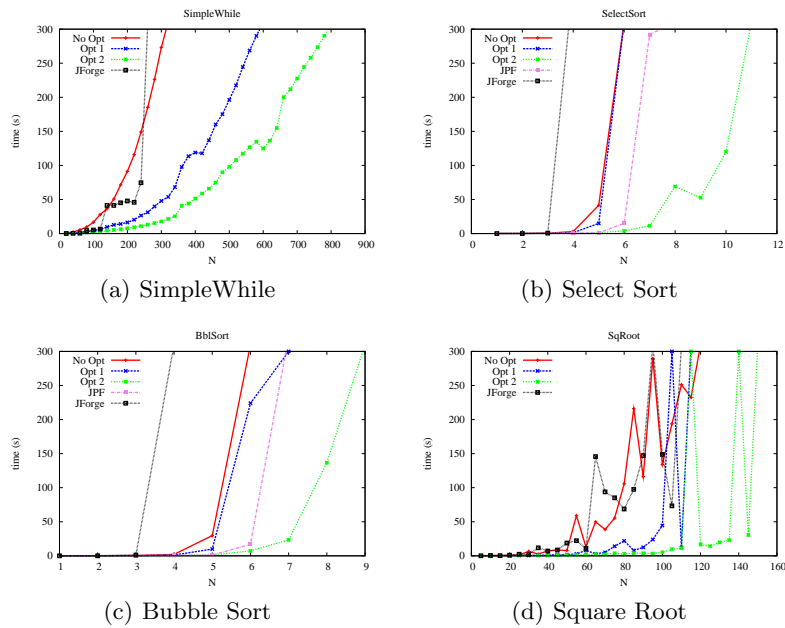 SimpleWhile
300
250
200
150
100
50
0
time (s)
No Opt
Opt 1
Opt 2
JForge
0 100 200 300 400 500 600 700 800 900
N
(a) SimpleWhile
SelectSort
300
250
200
150
100
50
0
time (s)
No Opt
Opt 1
Opt 2
JPF
JForge
0 2 4 6 8 10 12
N
(b) Select Sort
BblSort
300
250
200
150
100
50
0
time (s)
No Opt
Opt 1
Opt 2
JPF
JForge
1 2 3 4 5 6 7 8 9
N
(c) Bubble Sort
SqRoot
300
250
200
150
100
50
0
time (s)
No Opt
Opt 1
Opt 2
JForge
0 20 40 60 80 100 120 140 160
N
(d) Square Root